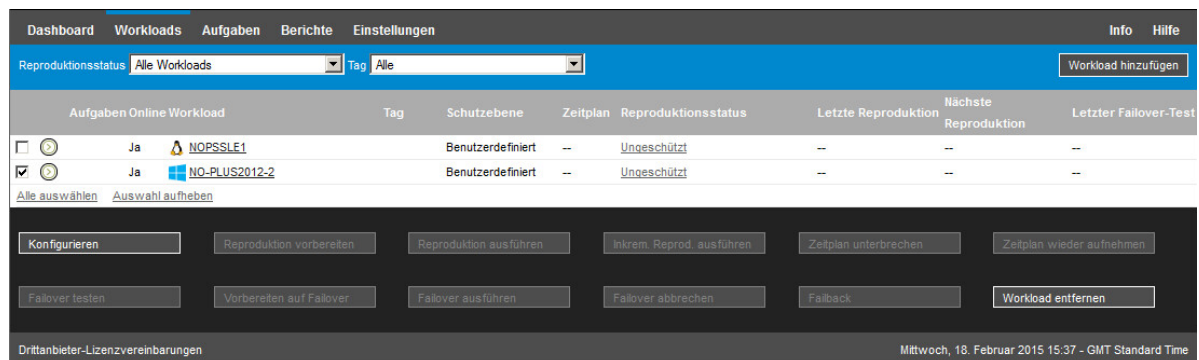 Dashboard Workloads Aufgaben Berichte Einstellungen Info Hilfe
Reproduktionsstatus Alle Workloads Tag Alle Workload hinzufügen
Aufgaben Online Workload Tag Schutzebene Zeitplan Reproduktionsstatus Letzte Reproduktion Nächste Reproduktion Letzter Failover-Test
Ja NOPSSLE1 Benutzerdefiniert -- Ungeschützt -- -- --
Ja NO-PLUS2012-2 Benutzerdefiniert -- Ungeschützt -- -- --
Alle auswählen Auswahl aufheben
Konfigurieren Reproduktion vorbereiten Reproduktion ausführen Inkrem. Reprod. ausführen Zeitplan unterbrechen Zeitplan wieder aufnehmen
Failover testen Vorbereiten auf Failover Failover ausführen Failover abbrechen Failback Workload entfernen
Drittanbieter-Lizenzvereinbarungen Mittwoch, 18. Februar 2015 15:37 - GMT Standard Time